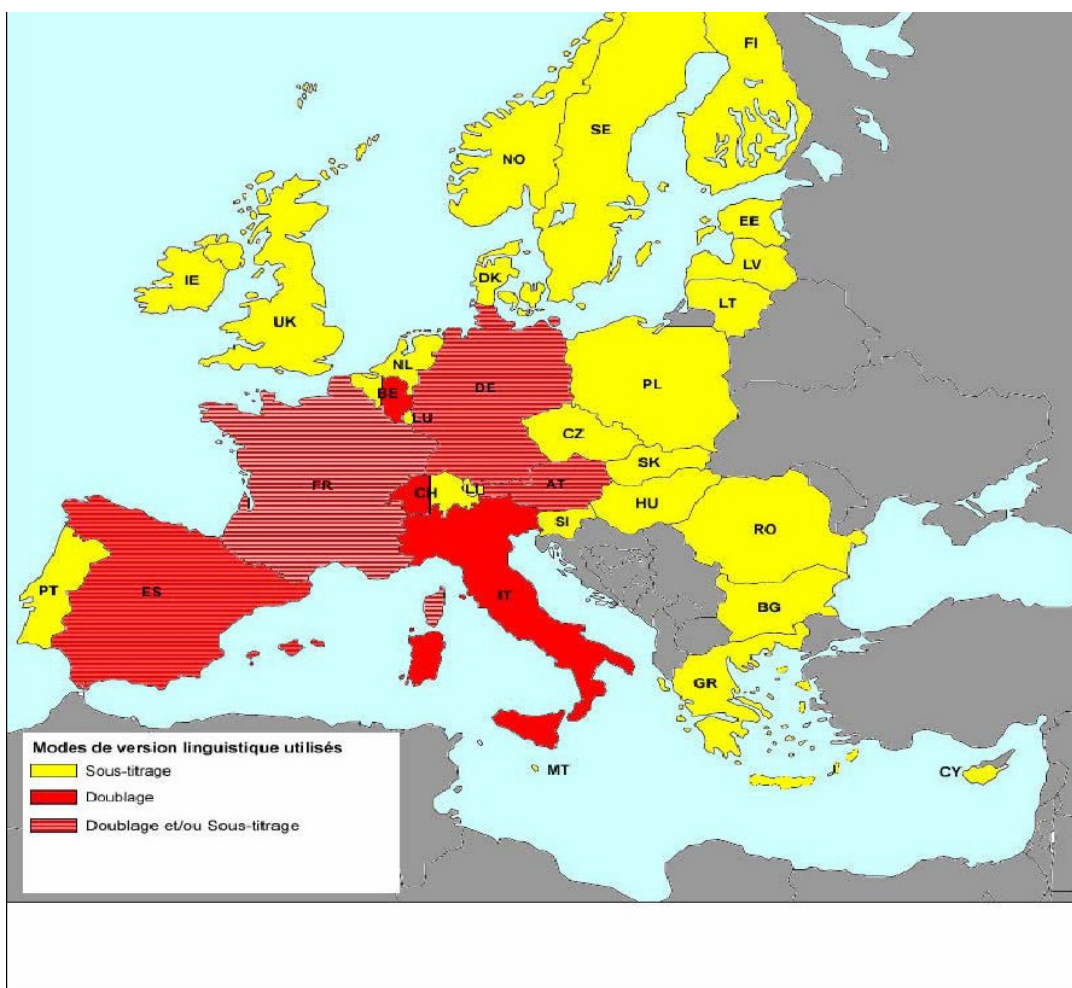 FI
SE
NO
EE
LV
LT
DK
IE
UK
NL
PL
BE
DE
LU
CZ
SK
FR
CH
LI
AT
HU
SI
RO
PT
ES
IT
BG
GR
MT
CY
Modes de version linguistique utilisés
Sous-titrage
Doublage
Doublage et/ou Sous-titrage